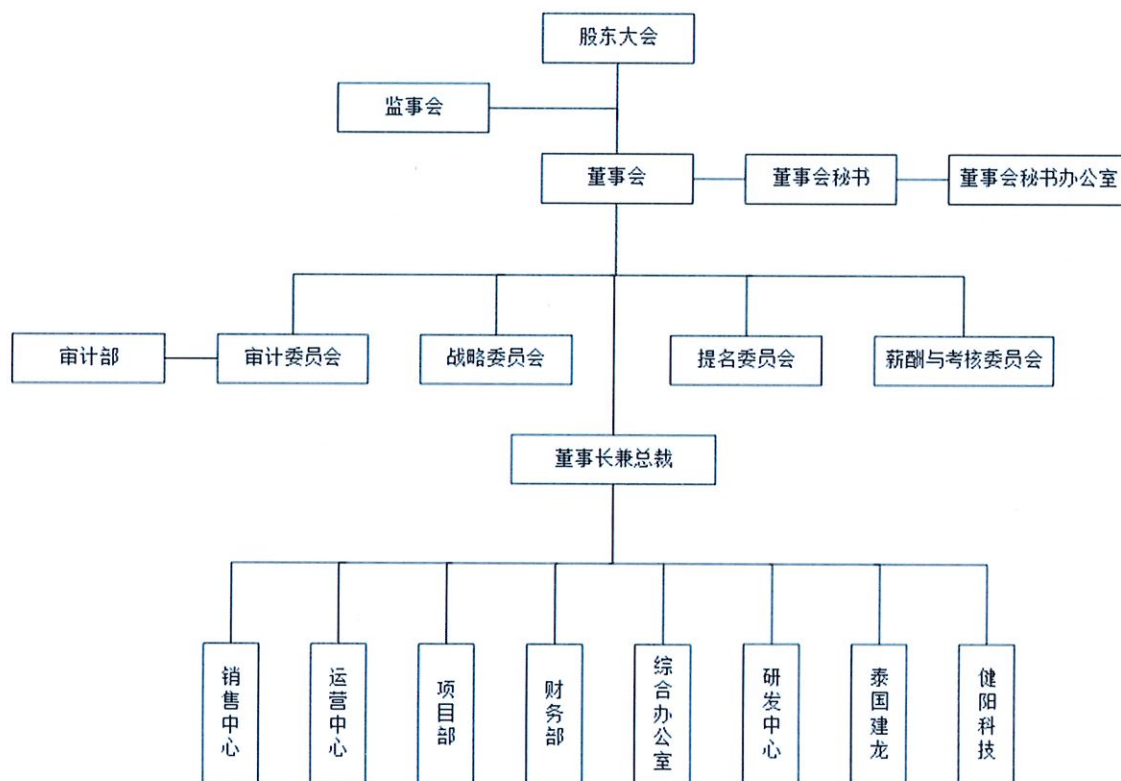 股东大会
监事会
董事会
董事会秘书
董事会秘书办公室
审计部
审计委员会
战略委员会
提名委员会
薪酬与考核委员会
董事长兼总裁
销售中心
运营中心
项目部
财务部
综合办公室
研发中心
泰国建龙
健阳科技